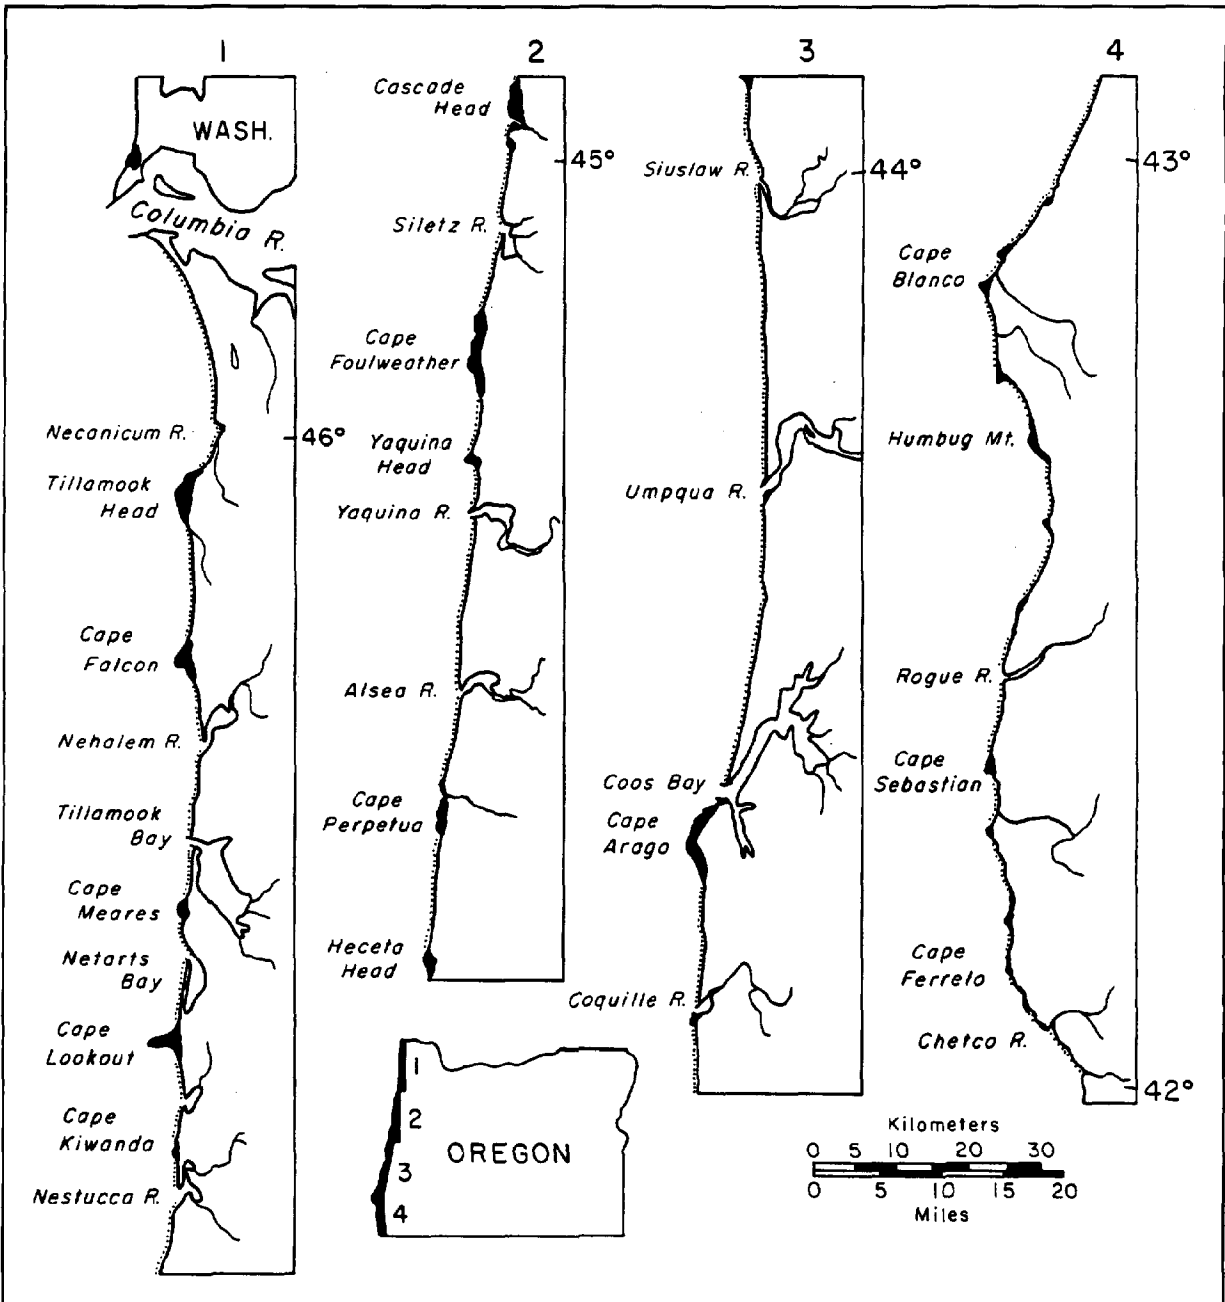 1
WASH.
Columbia R.
Necanicum R.
46°
Tillamook
Head
Cape
Falcon
Nehalem R.
Tillamook
Bay
Cape
Meares
Netarts
Bay
Cape
Lookout
Cape
Kiwanda
Nestucca R.
2
Cascade
Head
45°
Siletz R.
Cape
Foulweather
Yaquina
Head
Yaquina R.
Alsea R.
Cape
Perpetua
Heceta
Head
3
Siuslaw R.
44°
Umpqua R.
Coos Bay
Cape
Arago
Coquille R.
4
43°
Cape
Blanco
Humbug Mt.
Rogue R.
Cape
Sebastian
Cape
Ferrelo
Chetco R.
42°
1
2
3
4
OREGON
Kilometers
0 5 10 20 30
0 5 10 15 20
Miles